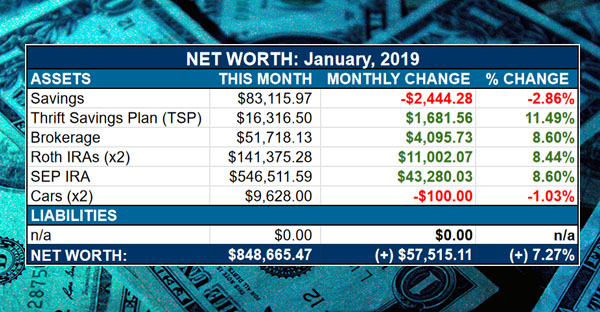 NET WORTH: January, 2019
ASSETS THIS MONTH MONTHLY CHANGE % CHANGE
Savings $83,115.97 -$2,444.28 -2.86%
Thrift Savings Plan (TSP) $16,316.50 $1,681.56 11.49%
Brokerage $51,718.13 $4,095.73 8.60%
Roth IRAs (x2) $141,375.28 $11,002.07 8.44%
SEP IRA $546,511.59 $43,280.03 8.60%
Cars (x2) $9,628.00 -$100.00 -1.03%
LIABILITIES
n/a $0.00 $0.00 n/a
NET WORTH: $848,665.47 (+) $57,515.11 (+) 7.27%